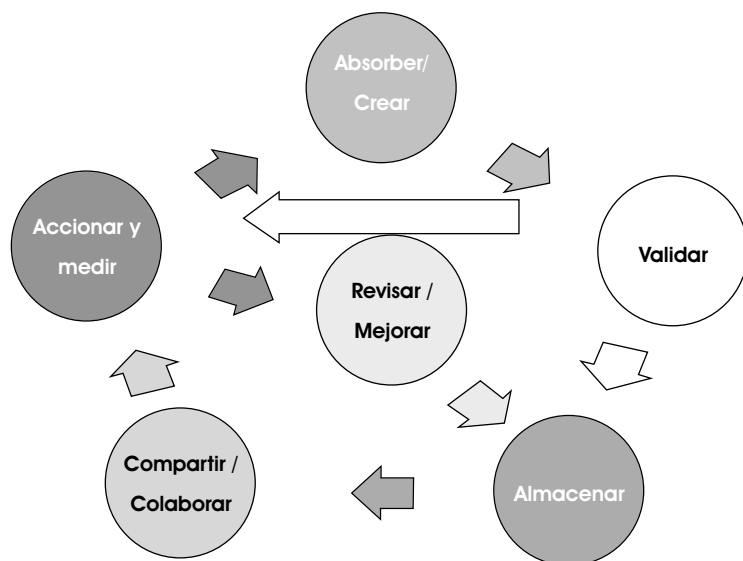 Absorber/
Crear
Accionar y
medir
Validar
Revisar /
Mejorar
Compartir /
Colaborar
Almacenar